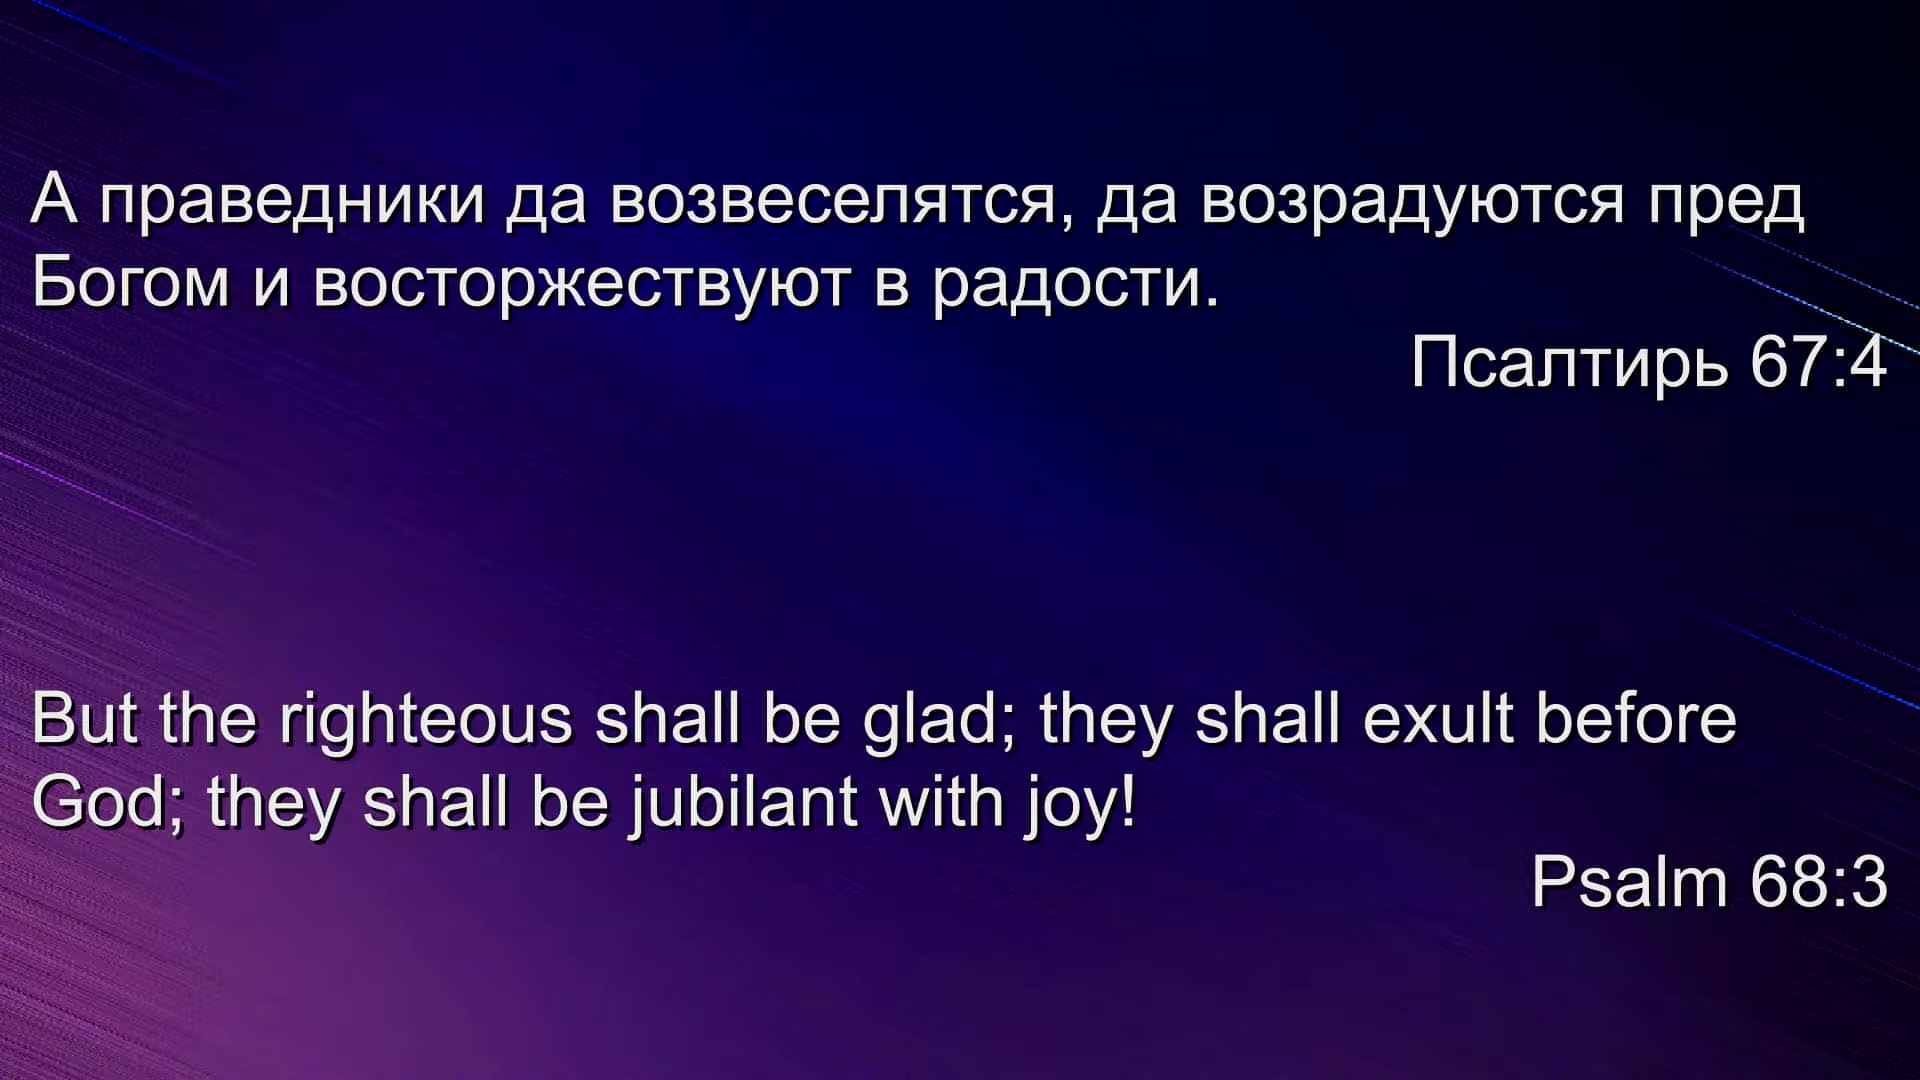 А праведники да возвеселятся, да возрадуются пред
Богом и восторжествуют в радости.
Псалтирь 67:4
But the righteous shall be glad; they shall exult before
God; they shall be jubilant with joy!
Psalm 68:3